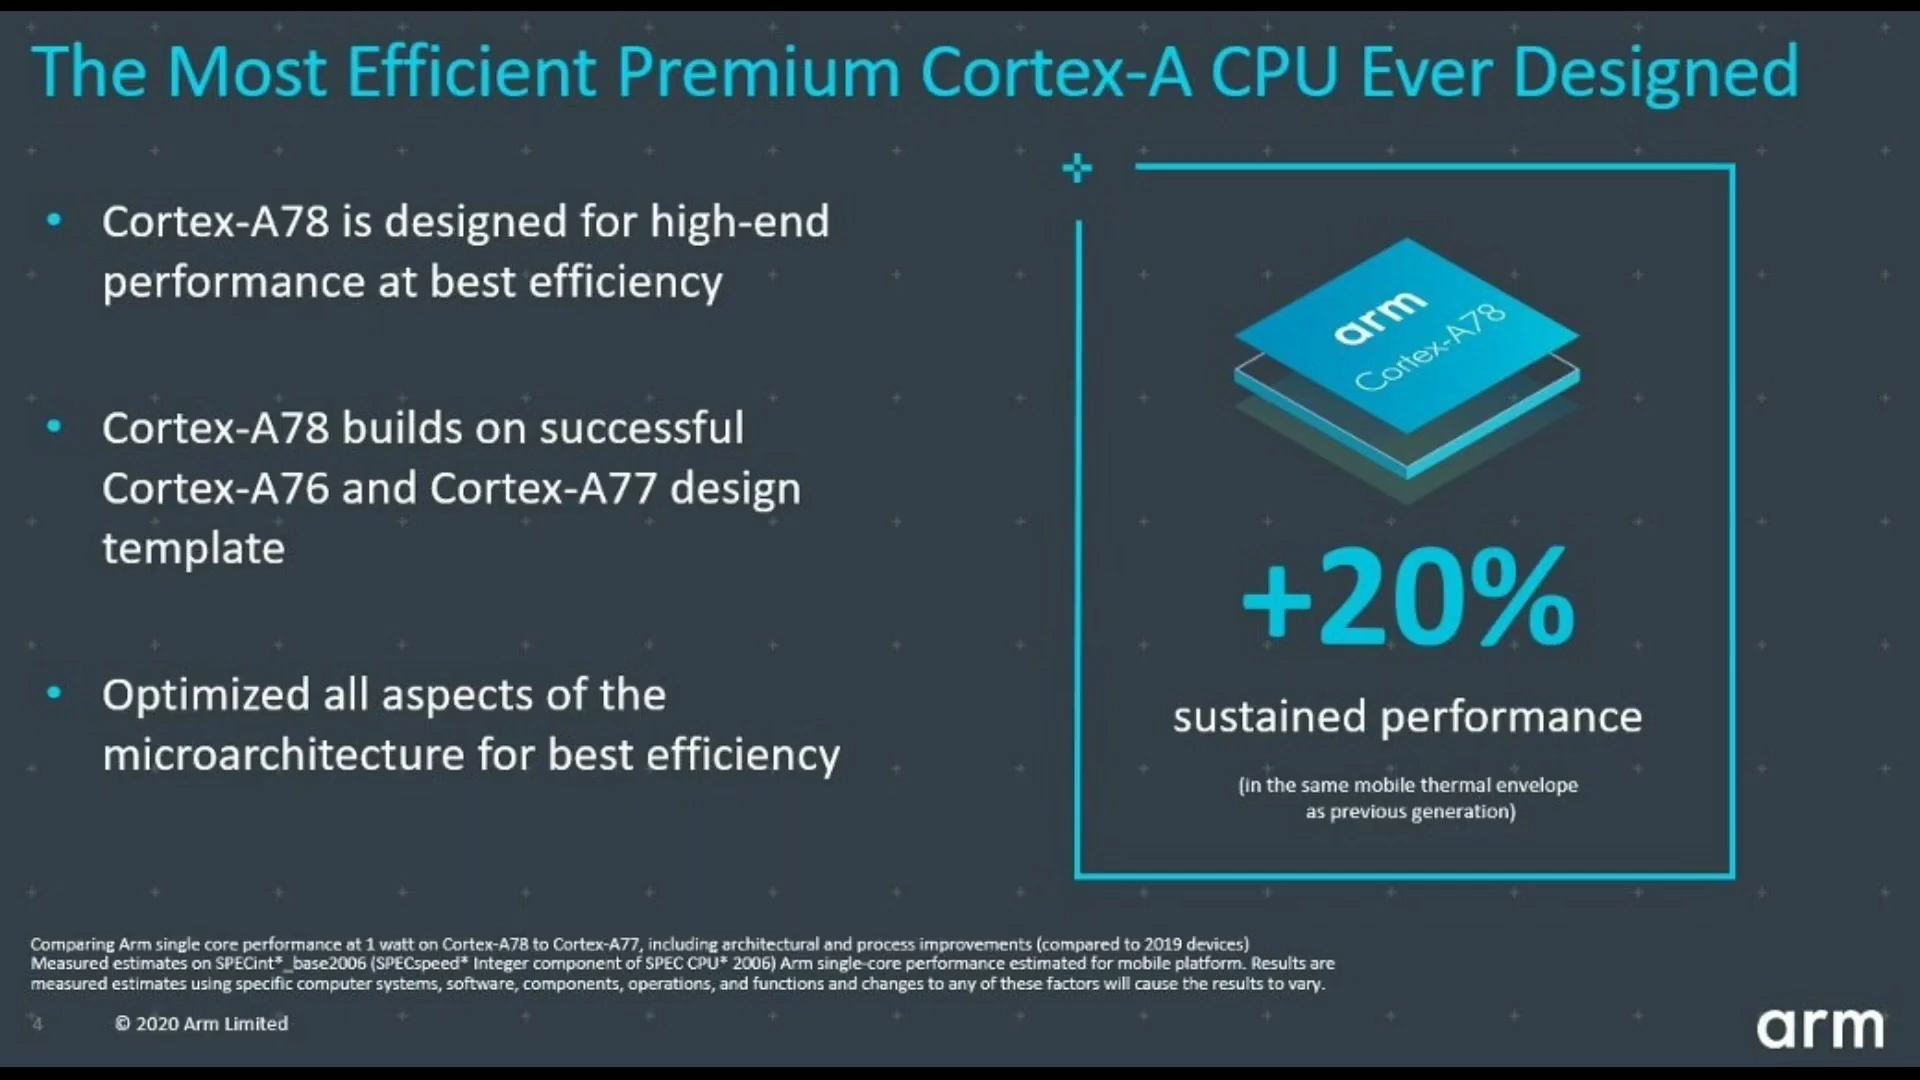 The Most Efficient Premium Cortex-A CPU Ever Designed
• Cortex-A78 is designed for high-end
performance at best efficiency
• Cortex-A78 builds on successful
Cortex-A76 and Cortex-A77 design
template
• Optimized all aspects of the
microarchitecture for best efficiency
arm
Cortex-A78
+20%
sustained performance
(in the same mobile thermal envelope
as previous generation)
Comparing Arm single core performance at 1 watt on Cortex-A78 to Cortex-A77, including architectural and process improvements (compared to 2019 devices)
Measured estimates on SPECint*_base2006 (SPECspeed* Integer component of SPEC CPU* 2006) Arm single-core performance estimated for mobile platform. Results are
measured estimates using specific computer systems, software, components, operations, and functions and changes to any of these factors will cause the results to vary.
4
© 2020 Arm Limited
arm